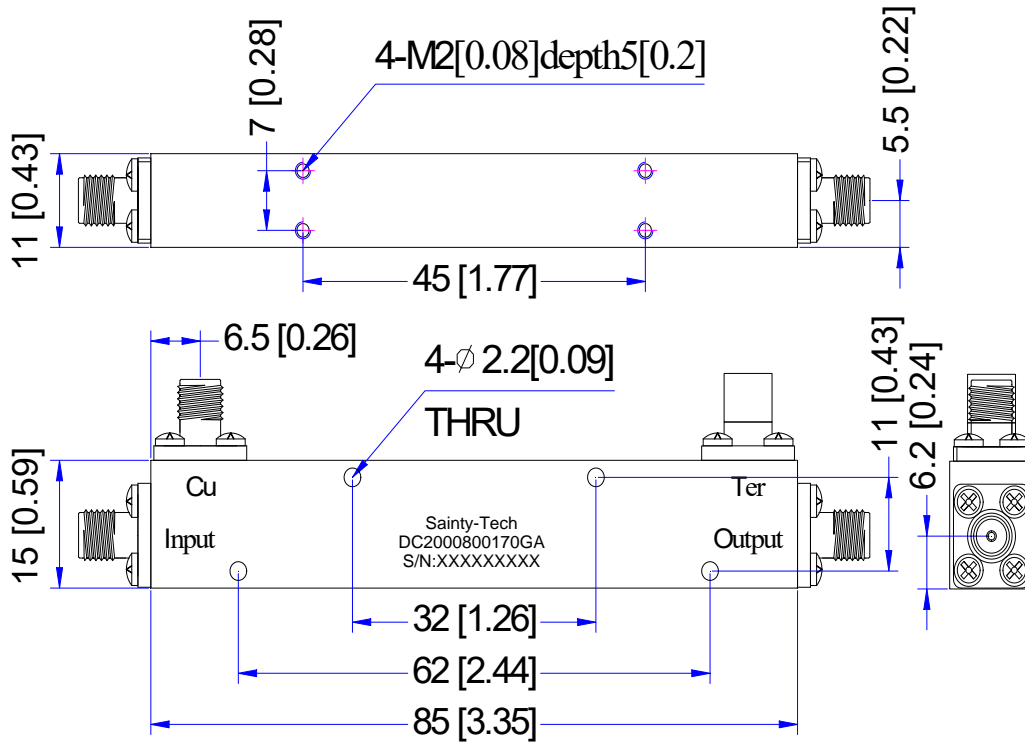 4-M2[0.08]depth5[0.2]
7 [0.28]
5.5 [0.22]
11 [0.43]
45 [1.77]
6.5 [0.26]
4-∅ 2.2[0.09]
THRU
11 [0.43]
6.2 [0.24]
15 [0.59]
Cu
Ter
Input
Output
Sainty-Tech
DC2000800170GA
S/N:XXXXXXXXX
32 [1.26]
62 [2.44]
85 [3.35]